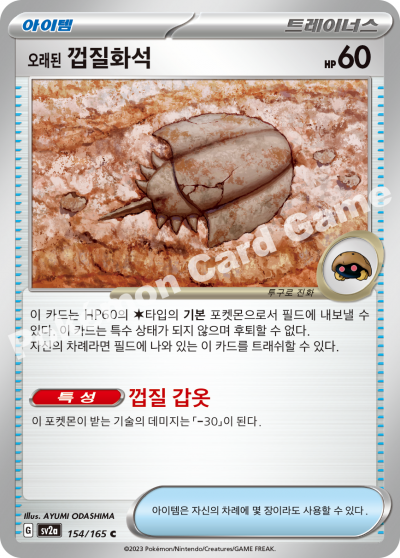 아이템 트레이너스
오래된 껍질화석 HP 60
투구로 진화
이 카드는 HP60의 ✶타입의 기본 포켓몬으로서 필드에 내보낼 수
있다. 이 카드는 특수 상태가 되지 않으며 후퇴할 수 없다.
자신의 차례라면 필드에 나와 있는 이 카드를 트래쉬할 수 있다.
특성 껍질 갑옷
이 포켓몬이 받는 기술의 데미지는 「-30」이 된다.
Illus. AYUMI ODASHIMA
G sv2a 154/165 C
아이템은 자신의 차례에 몇 장이라도 사용할 수 있다.
©2023 Pokémon/Nintendo/Creatures/GAME FREAK.
Pokémon Card Game